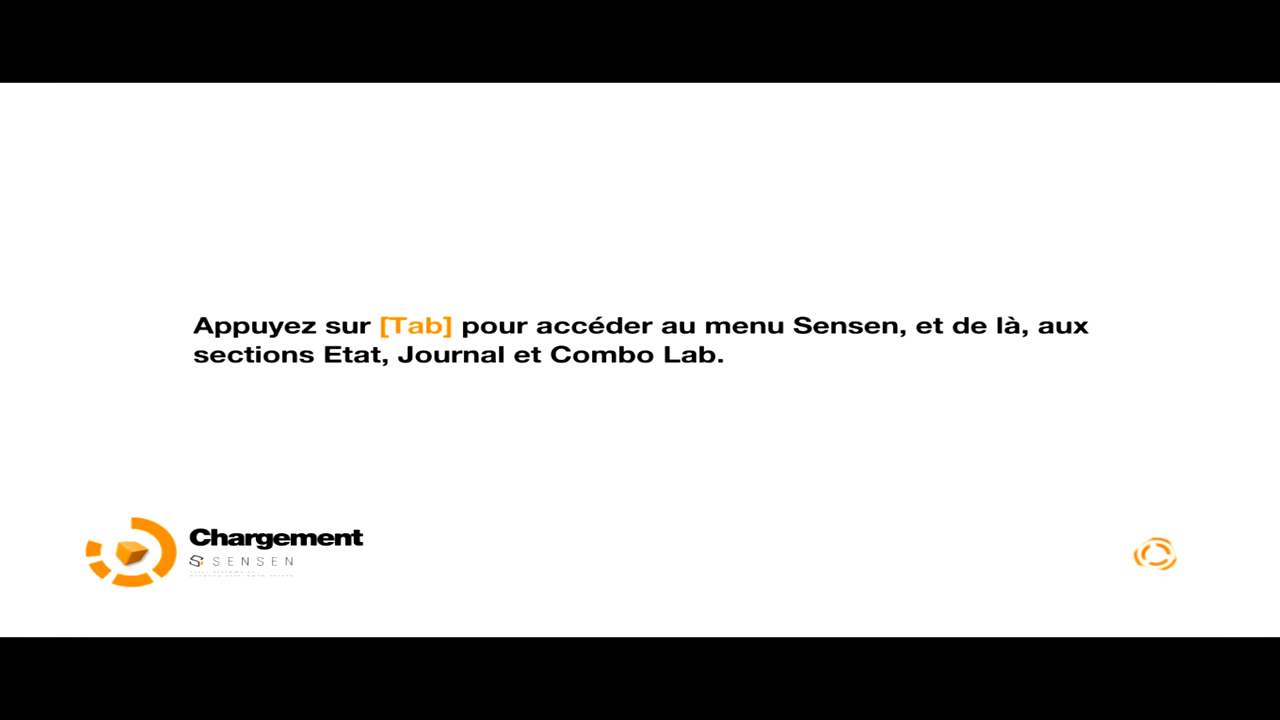 Appuyez sur [Tab] pour accéder au menu Sensen, et de là, aux
sections Etat, Journal et Combo Lab.
Chargement
SENSEN